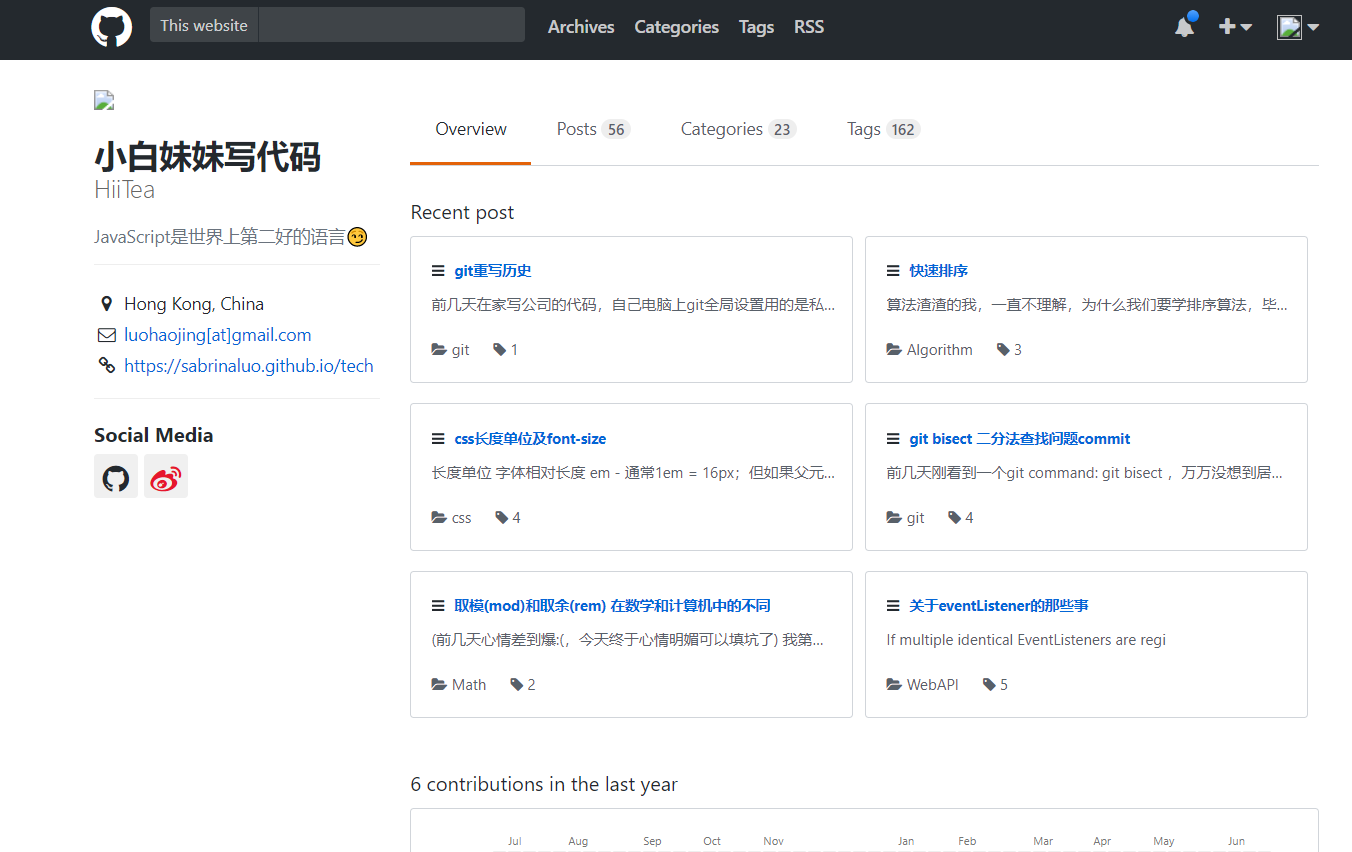 This website
Archives Categories Tags RSS
小白妹妹写代码
HiiTea
JavaScript是世界上第二好的语言😏
Hong Kong, China
luohaojing[at]gmail.com
https://sabrinaluo.github.io/tech
Social Media
Overview Posts 56 Categories 23 Tags 162
Recent post
git重写历史
前几天在家写公司的代码，自己电脑上git全局设置用的是私...
git 1
快速排序
算法渣渣的我，一直不理解，为什么我们要学排序算法，毕...
Algorithm 3
css长度单位及font-size
长度单位 字体相对长度 em - 通常1em = 16px；但如果父元...
css 4
git bisect 二分法查找问题commit
前几天刚看到一个git command: git bisect ，万万没想到居...
git 4
取模(mod)和取余(rem) 在数学和计算机中的不同
(前几天心情差到爆:(，今天终于心情明媚可以填坑了) 我第...
Math 2
关于eventListener的那些事
If multiple identical EventListeners are regi
WebAPI 5
6 contributions in the last year
Jul Aug Sep Oct Nov Jan Feb Mar Apr May Jun